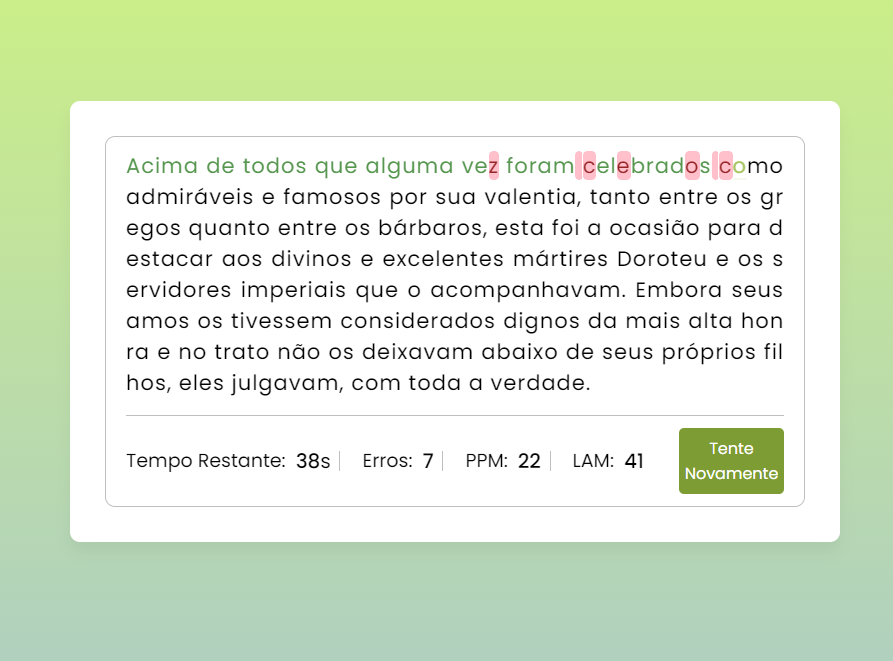 Acima de todos que alguma vez foram celebrados como
admiráveis e famosos por sua valentia, tanto entre os gr
egos quanto entre os bárbaros, esta foi a ocasião para d
estacar aos divinos e excelentes mártires Doroteu e os s
ervidores imperiais que o acompanhavam. Embora seus
amos os tivessem considerados dignos da mais alta hon
ra e no trato não os deixavam abaixo de seus próprios fil
hos, eles julgavam, com toda a verdade.
Tempo Restante: 38s Erros: 7 PPM: 22 LAM: 41
Tente
Novamente